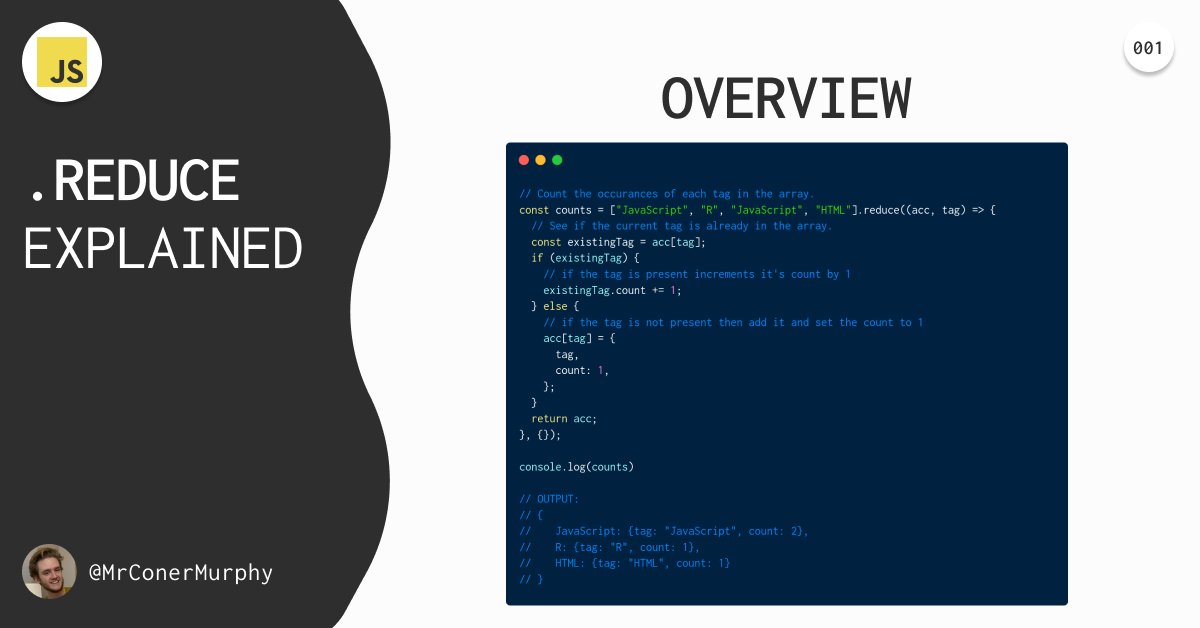 JS
.REDUCE
EXPLAINED
@MrConerMurphy
001
OVERVIEW
// Count the occurances of each tag in the array.
const counts = ["JavaScript", "R", "JavaScript", "HTML"].reduce((acc, tag) => {
  // See if the current tag is already in the array.
  const existingTag = acc[tag];
  if (existingTag) {
    // if the tag is present increments it's count by 1
    existingTag.count += 1;
  } else {
    // if the tag is not present then add it and set the count to 1
    acc[tag] = {
      tag,
      count: 1,
    };
  }
  return acc;
}, {});

console.log(counts)

// OUTPUT:
// {
//    JavaScript: {tag: "JavaScript", count: 2},
//    R: {tag: "R", count: 1},
//    HTML: {tag: "HTML", count: 1}
// }